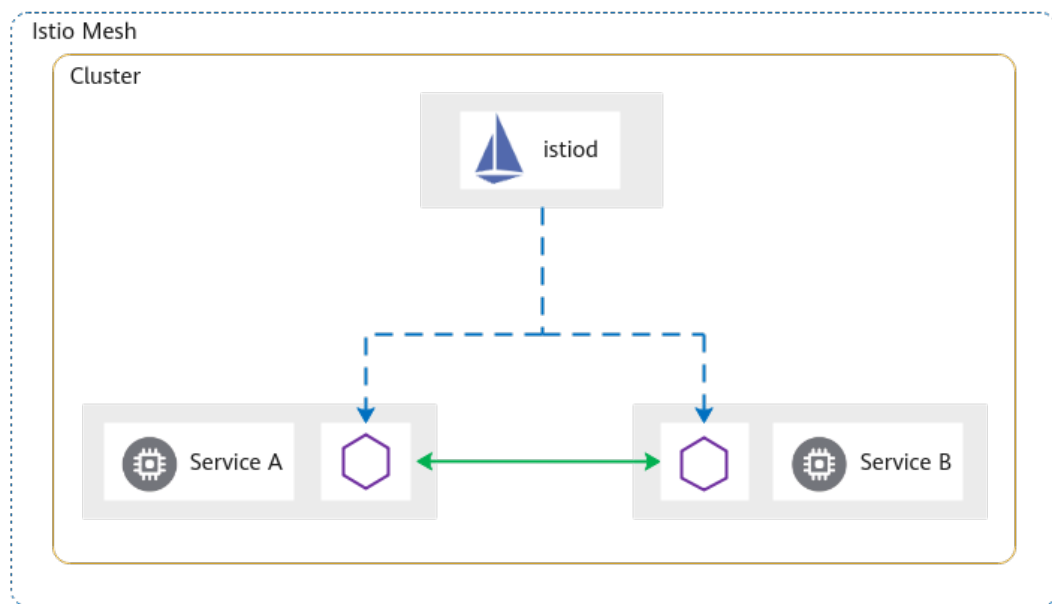 Istio Mesh
Cluster
istiod
Service A
Service B